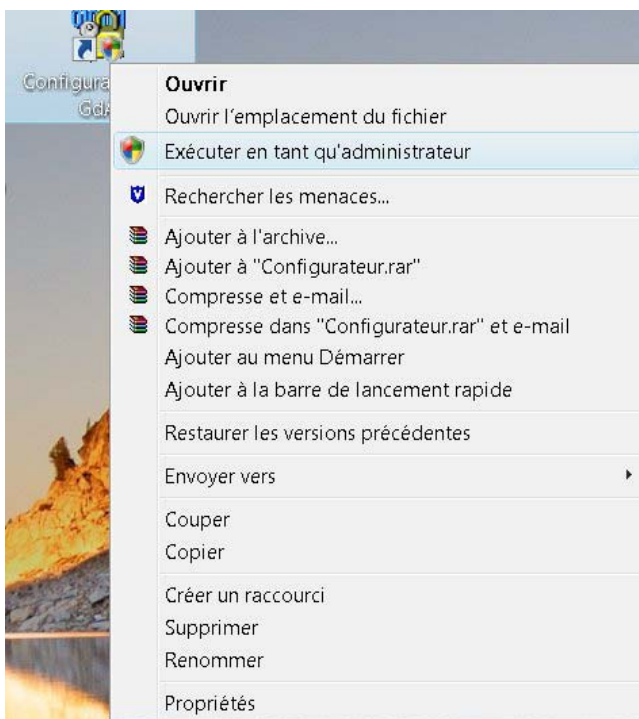 Configura
Gd
Ouvrir
Ouvrir l'emplacement du fichier
Exécuter en tant qu'administrateur
Rechercher les menaces...
Ajouter à l'archive...
Ajouter à "Configurateur.rar"
Compresse et e-mail...
Compresse dans "Configurateur.rar" et e-mail
Ajouter au menu Démarrer
Ajouter à la barre de lancement rapide
Restaurer les versions précédentes
Envoyer vers
Couper
Copier
Créer un raccourci
Supprimer
Renommer
Propriétés